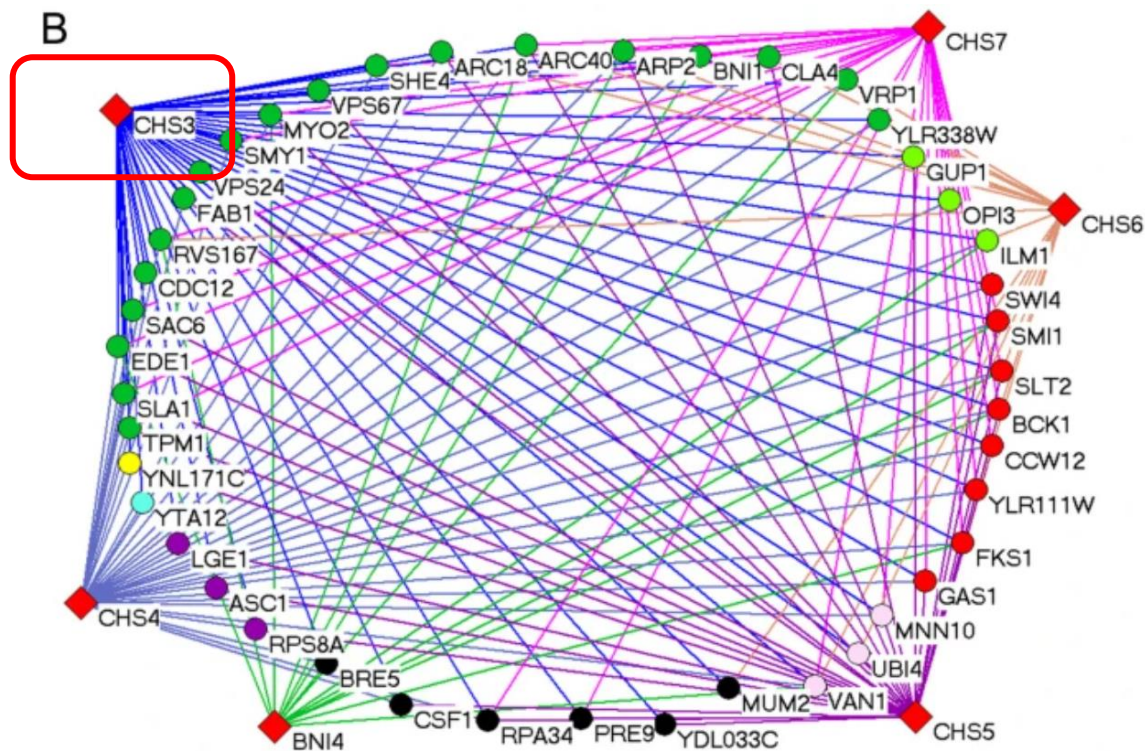 B
CHS7
CHS3
SHE4
ARC18
ARC40
ARP2
BNI1
CLA4
VRP1
VPS67
MYO2
YLR338W
SMY1
GUP1
VPS24
FAB1
OPI3
CHS6
RVS167
ILM1
CDC12
SWI4
SAC6
SMI1
EDE1
SLT2
SLA1
BCK1
TPM1
CCW12
YNL171C
YLR111W
YTA12
FKS1
LGE1
GAS1
ASC1
CHS4
MNN10
RPS8A
UBI4
BRE5
MUM2
VAN1
CSF1
CHS5
BNI4
RPA34
PRE9
YDL033C